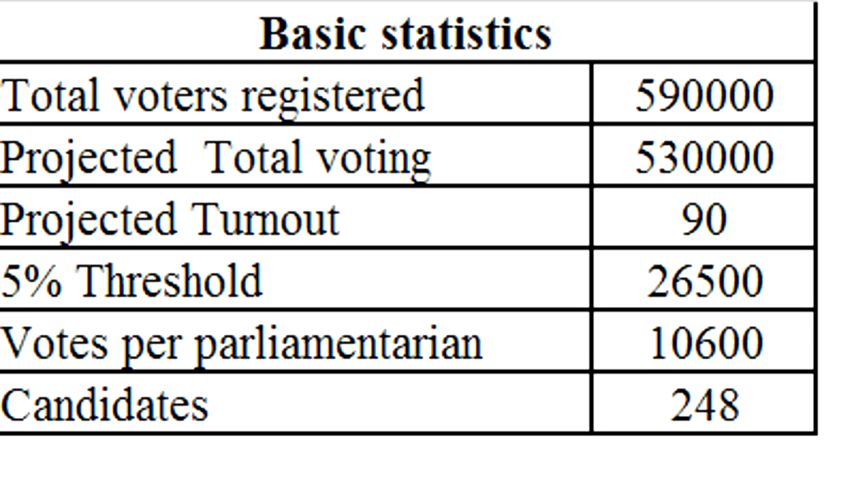 Basic statistics
Total voters registered 590000
Projected Total voting 530000
Projected Turnout 90
5% Threshold 26500
Votes per parliamentarian 10600
Candidates 248